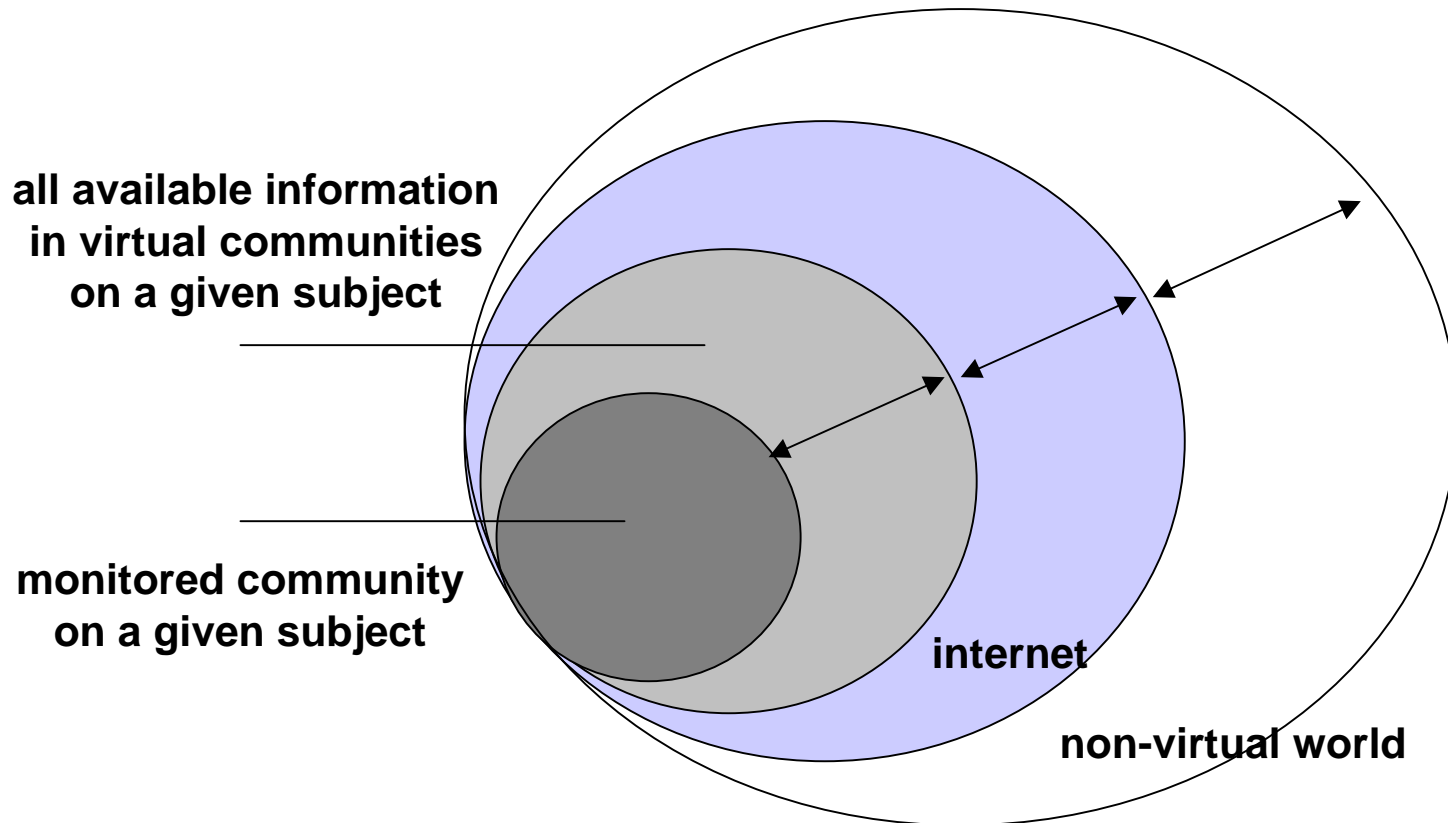 all available information
in virtual communities
on a given subject
monitored community
on a given subject
internet
non-virtual world